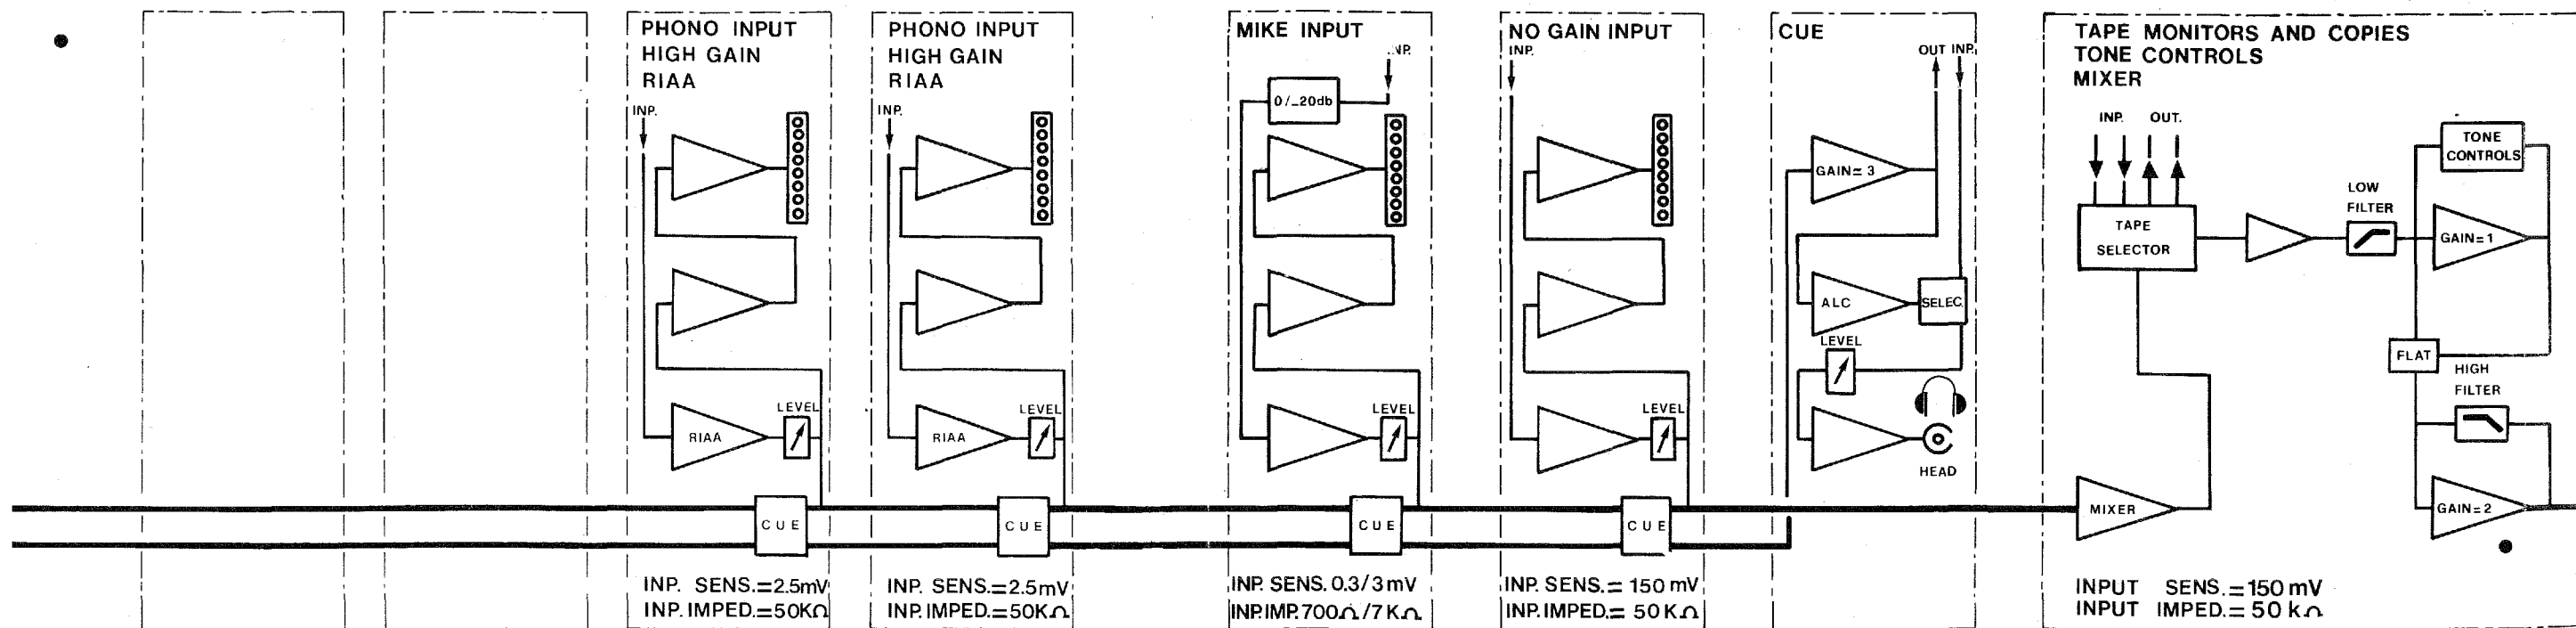 PHONO INPUT
HIGH GAIN
RIAA
INP.
LEVEL
RIAA
CUE
INP. SENS.=2.5mV
INP. IMPED.=50KΩ
PHONO INPUT
HIGH GAIN
RIAA
INP.
LEVEL
RIAA
CUE
INP. SENS.=2.5mV
INP. IMPED.=50KΩ
MIKE INPUT
INP.
0/-20db
LEVEL
CUE
INP. SENS. 0.3/3mV
INP. IMP. 700Ω/7KΩ
NO GAIN INPUT
INP.
LEVEL
CUE
INP. SENS.= 150 mV
INP. IMPED.= 50 KΩ
CUE
OUT INP.
GAIN=3
ALC
SELEC.
LEVEL
HEAD
TAPE MONITORS AND COPIES
TONE CONTROLS
MIXER
INP. OUT.
TAPE
SELECTOR
LOW
FILTER
TONE
CONTROLS
GAIN=1
FLAT
HIGH
FILTER
MIXER
GAIN=2
INPUT SENS.=150 mV
INPUT IMPED.= 50 kΩ